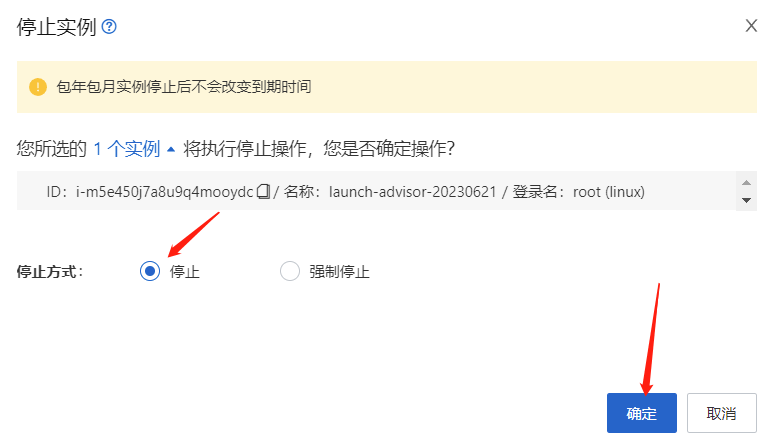 停止实例
包年包月实例停止后不会改变到期时间
您所选的 1 个实例 将执行停止操作，您是否确定操作？
ID：i-m5e450j7a8u9q4mooydc / 名称：launch-advisor-20230621 / 登录名：root (linux)
停止方式： 停止 强制停止
确定 取消